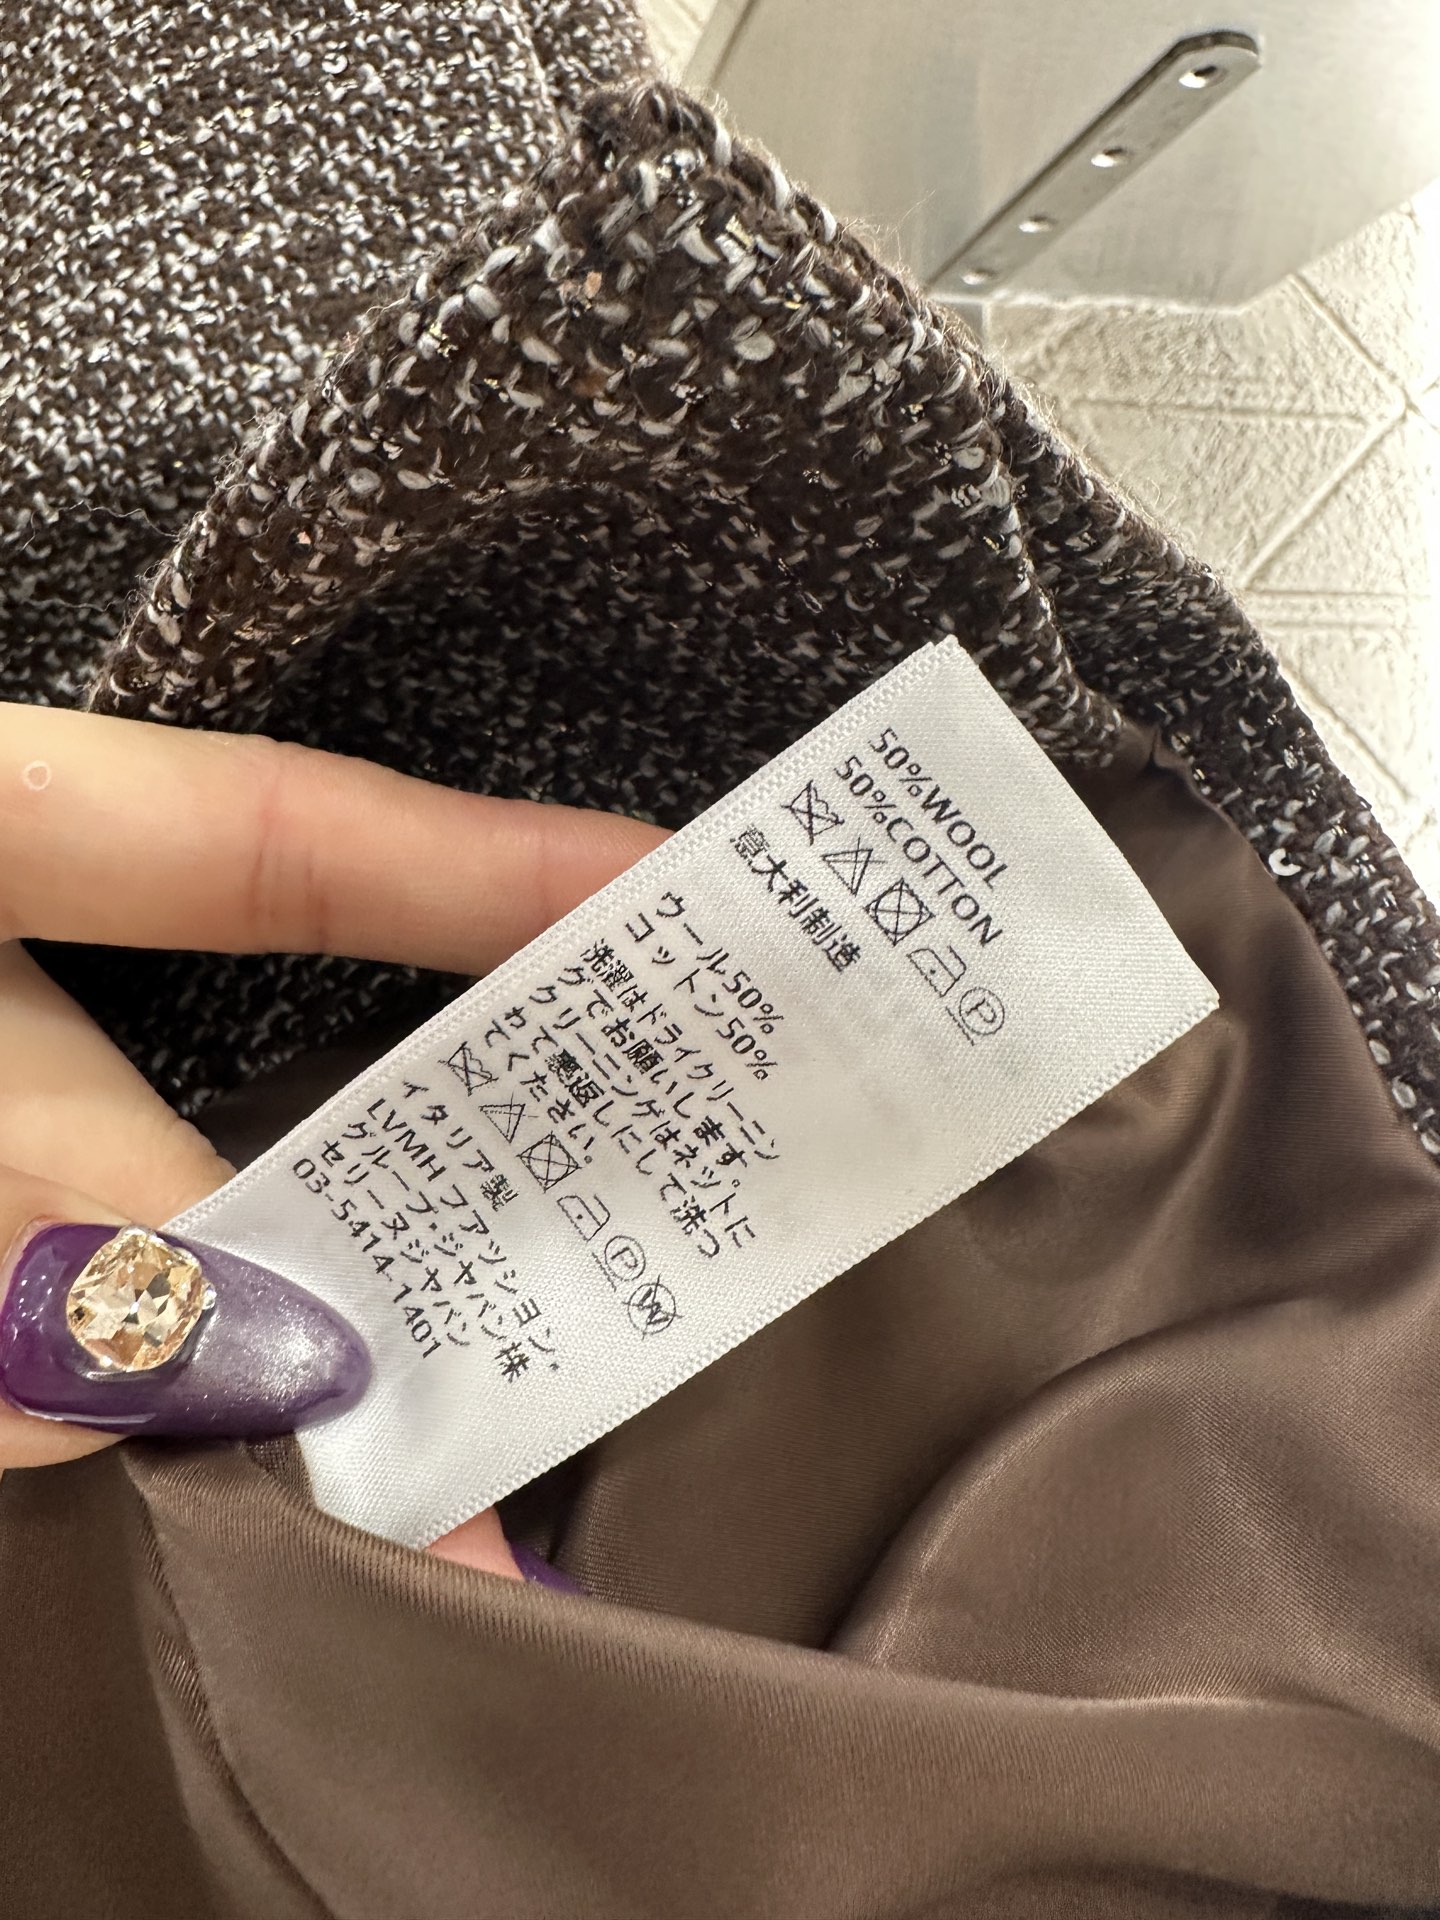 50%WOOL
50%COTTON
P
意大利制造
ウール50%
コットン50%
洗濯はドライクリーニン
グでお願いします。
クリーニングはネットに
わて裏返しにして洗つ
てください。
P W
イタリア製
LVMH ファッション・
グループ・ジャパン株
セリーヌジャパン
03-5414-1401